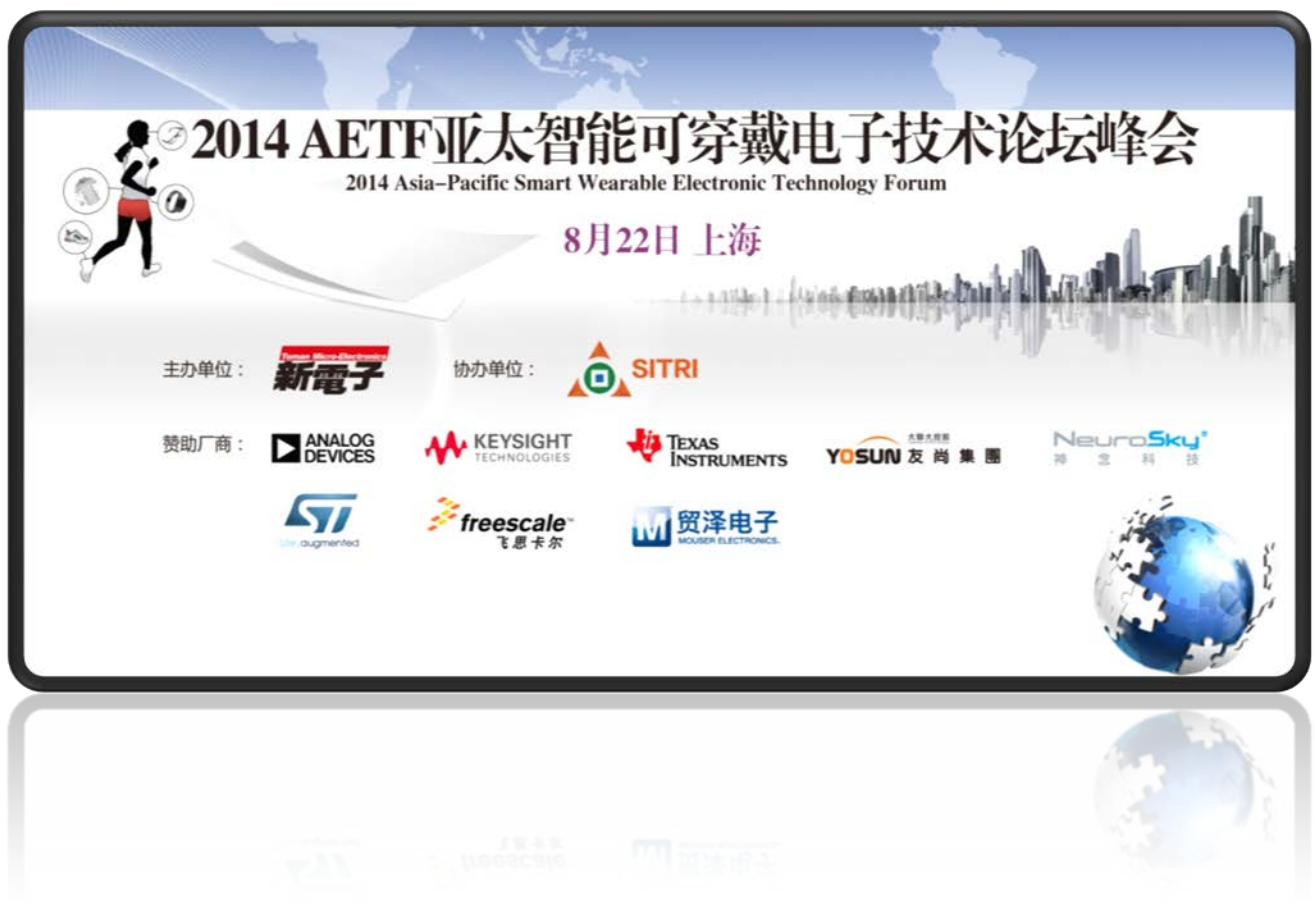 2014 AETF亚太智能可穿戴电子技术论坛峰会
2014 Asia-Pacific Smart Wearable Electronic Technology Forum
8月22日 上海
主办单位：
Toman Micro-Electronics
新電子
协办单位：
SITRI
赞助厂商：
ANALOG
DEVICES
KEYSIGHT
TECHNOLOGIES
TEXAS
INSTRUMENTS
YOSUN 友尚集團
NeuroSky
神念科技
ST
life.augmented
freescale
飞思卡尔
M 贸泽电子
MOUSER ELECTRONICS.